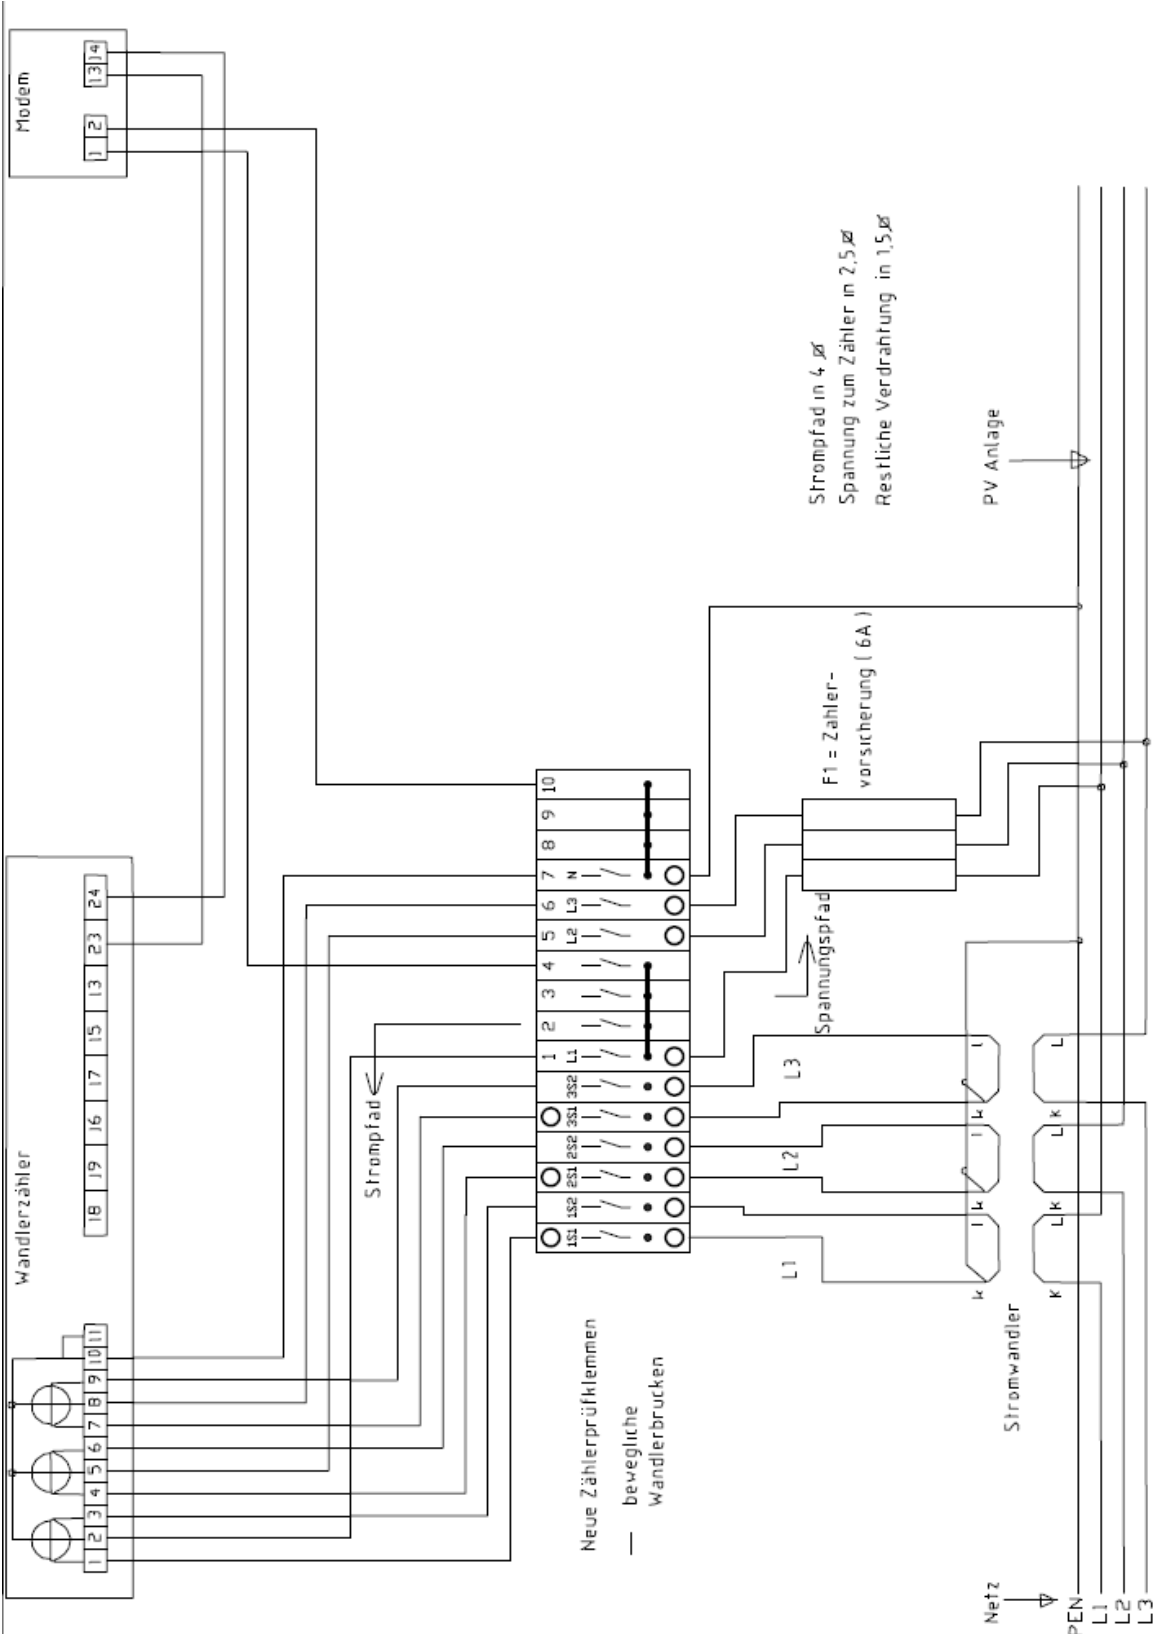 Wandlerzähler
Modem
1 2 3 4 5 6 7 8 9 10 11
18 19 16 17 15 13 23 24
1 2 13 14
Strompfad
1S1 1S2 2S1 2S2 3S1 3S2 1 2 3 4 5 6 7 8 9 10
L1 L2 L3 N
Neue Zählerprüfklemmen
— bewegliche
Wandlerbrucken
L1
L2
L3
Spannungspfad
F1 = Zahler-
vorsicherung ( 6A )
Strompfad in 4 ⌀
Spannung zum Zähler in 2,5⌀
Restliche Verdrahtung in 1,5⌀
Stromwandler
k l k l k l
K L K L K L
Netz
PV Anlage
PEN
L1
L2
L3